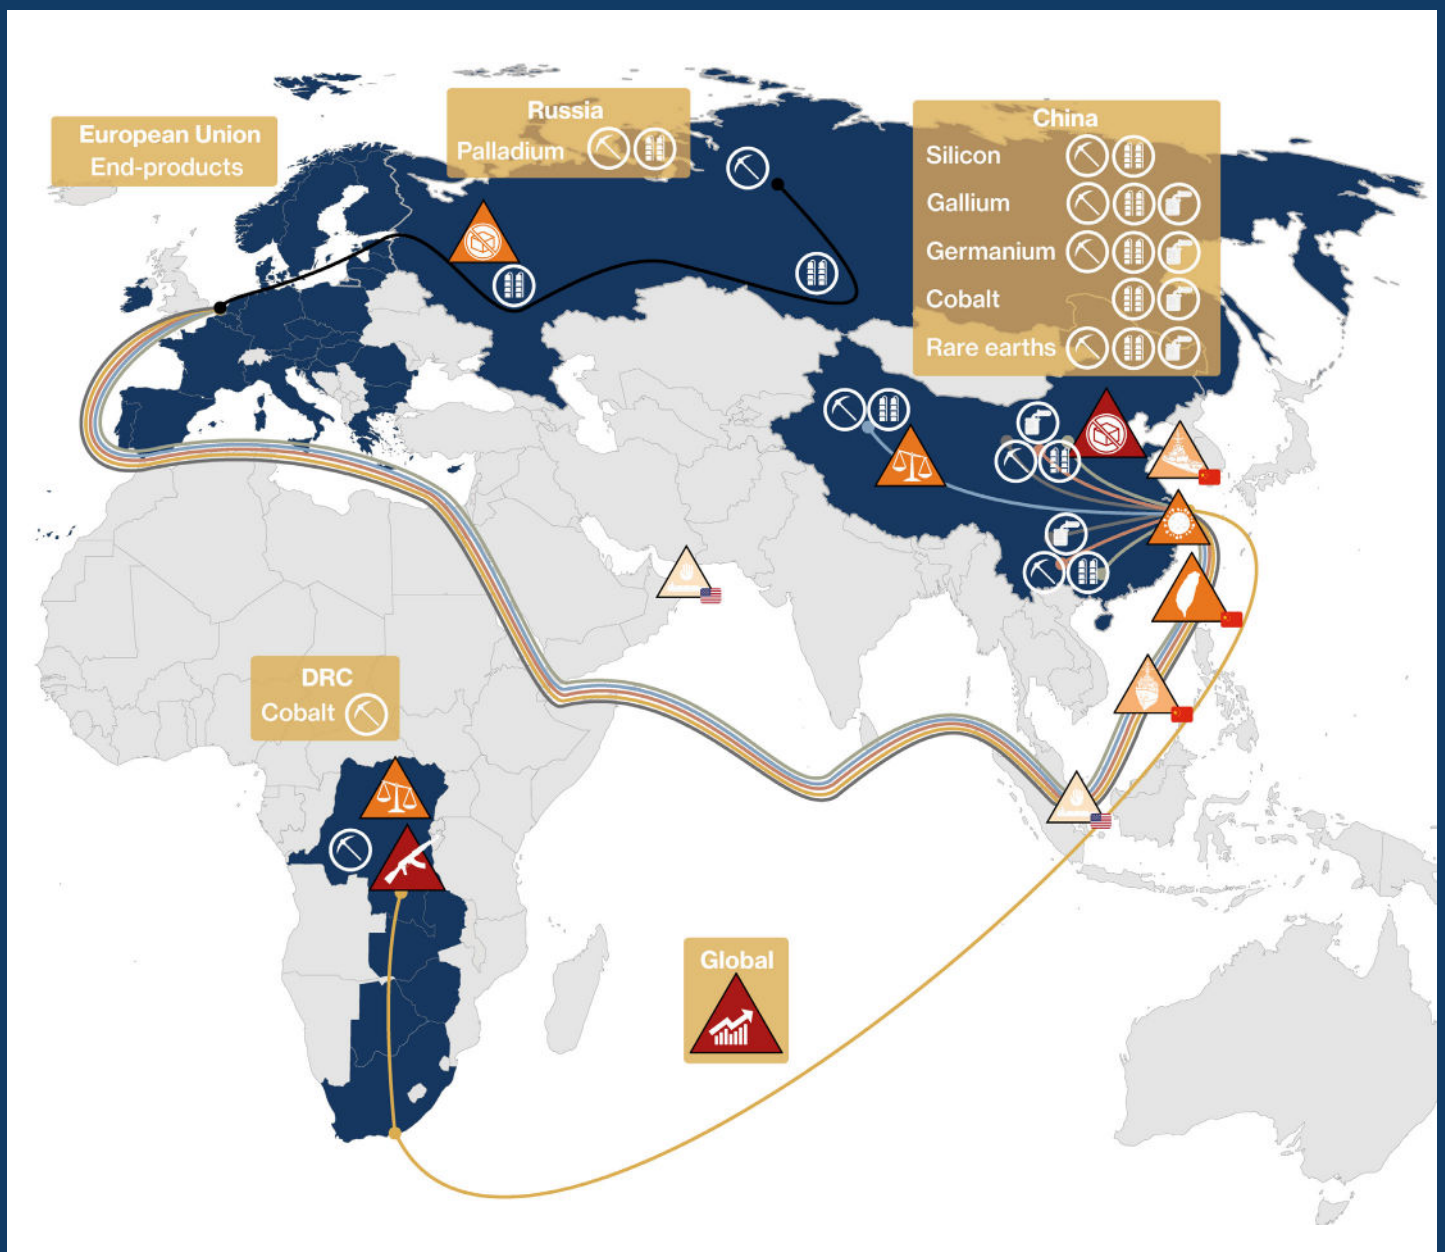 European Union
End-products
Russia
Palladium
China
Silicon
Gallium
Germanium
Cobalt
Rare earths
DRC
Cobalt
Global